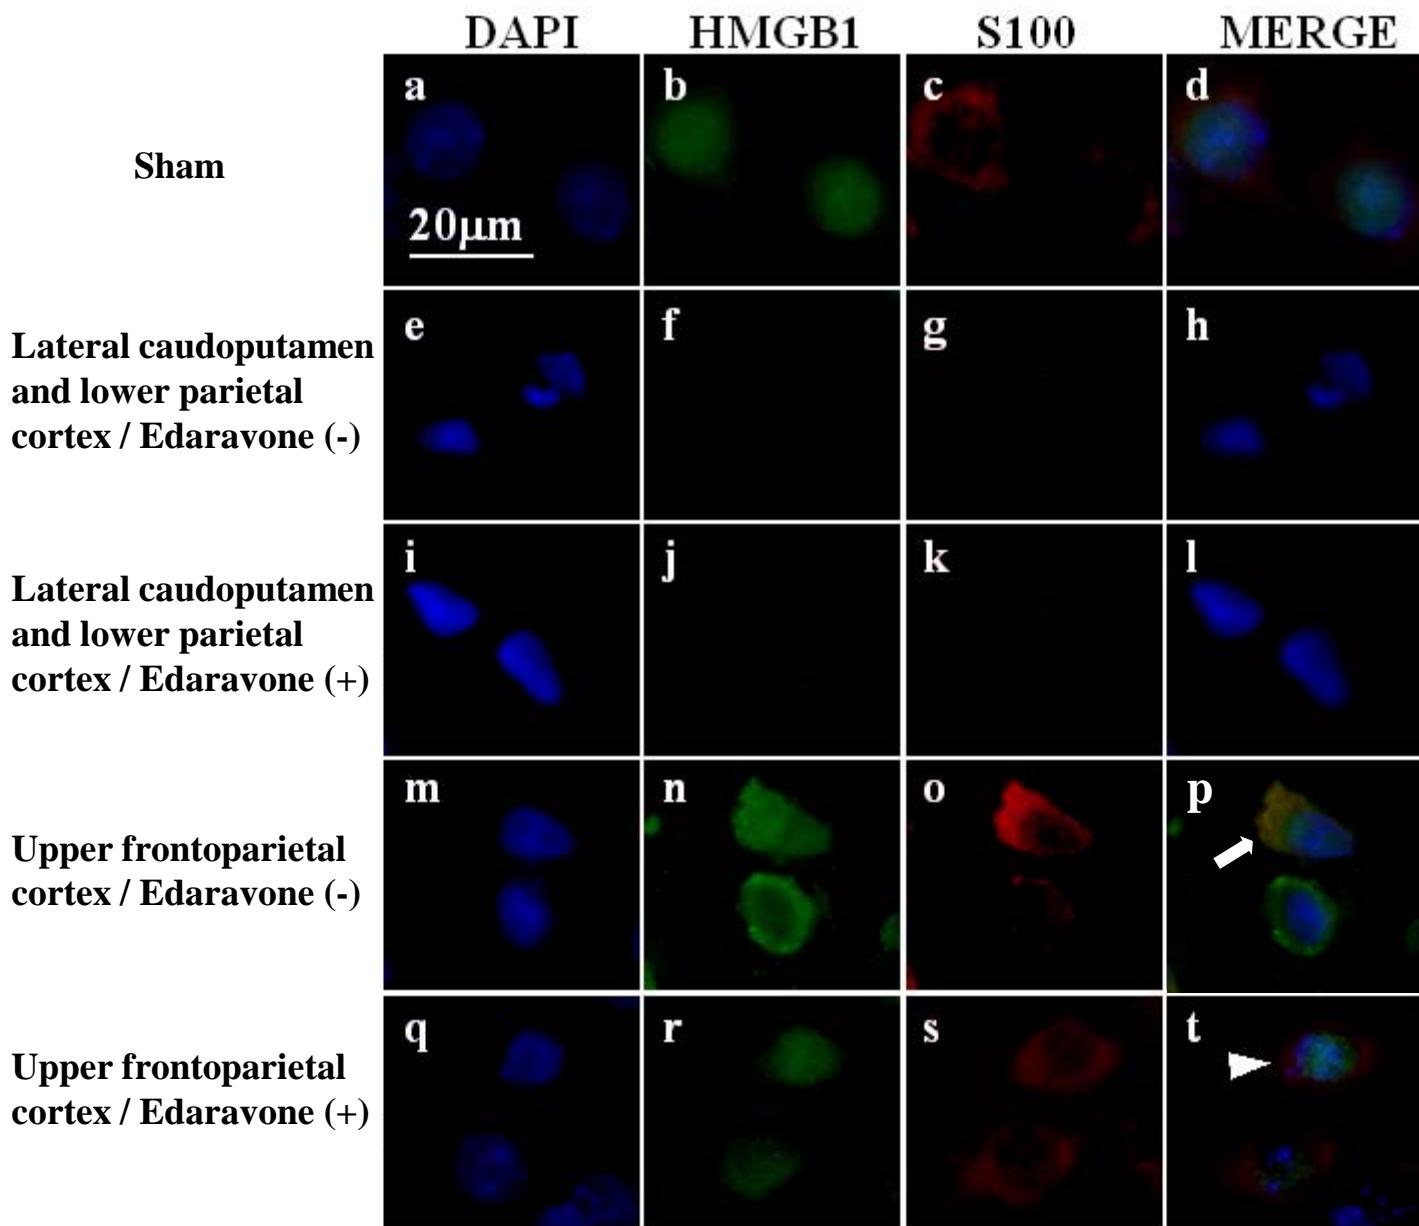 DAPI HMGB1 S100 MERGE
Sham
a b c d
20μm
Lateral caudoputamen
and lower parietal
cortex / Edaravone (-)
e f g h
Lateral caudoputamen
and lower parietal
cortex / Edaravone (+)
i j k l
Upper frontoparietal
cortex / Edaravone (-)
m n o p
Upper frontoparietal
cortex / Edaravone (+)
q r s t